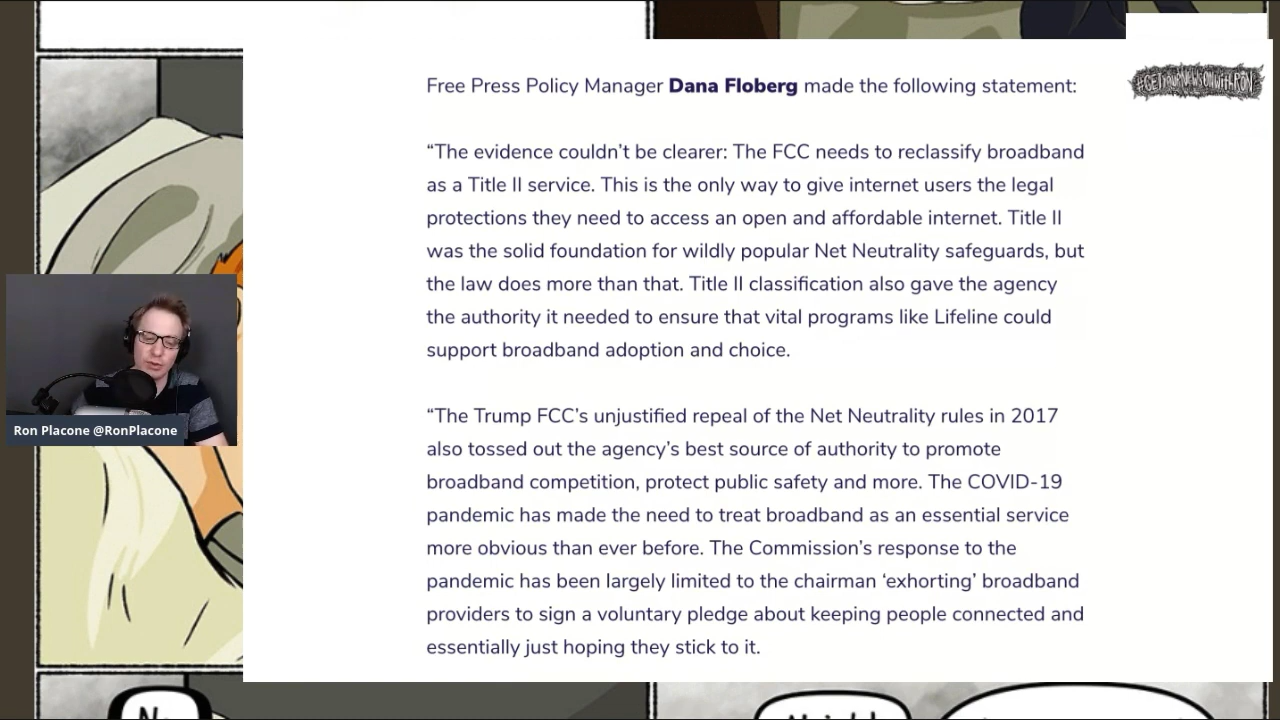 Free Press Policy Manager Dana Floberg made the following statement:
“The evidence couldn’t be clearer: The FCC needs to reclassify broadband
as a Title II service. This is the only way to give internet users the legal
protections they need to access an open and affordable internet. Title II
was the solid foundation for wildly popular Net Neutrality safeguards, but
the law does more than that. Title II classification also gave the agency
the authority it needed to ensure that vital programs like Lifeline could
support broadband adoption and choice.
“The Trump FCC’s unjustified repeal of the Net Neutrality rules in 2017
also tossed out the agency’s best source of authority to promote
broadband competition, protect public safety and more. The COVID-19
pandemic has made the need to treat broadband as an essential service
more obvious than ever before. The Commission’s response to the
pandemic has been largely limited to the chairman ‘exhorting’ broadband
providers to sign a voluntary pledge about keeping people connected and
essentially just hoping they stick to it.
#GETYOURNEWSONWITHRON
Ron Placone @RonPlacone